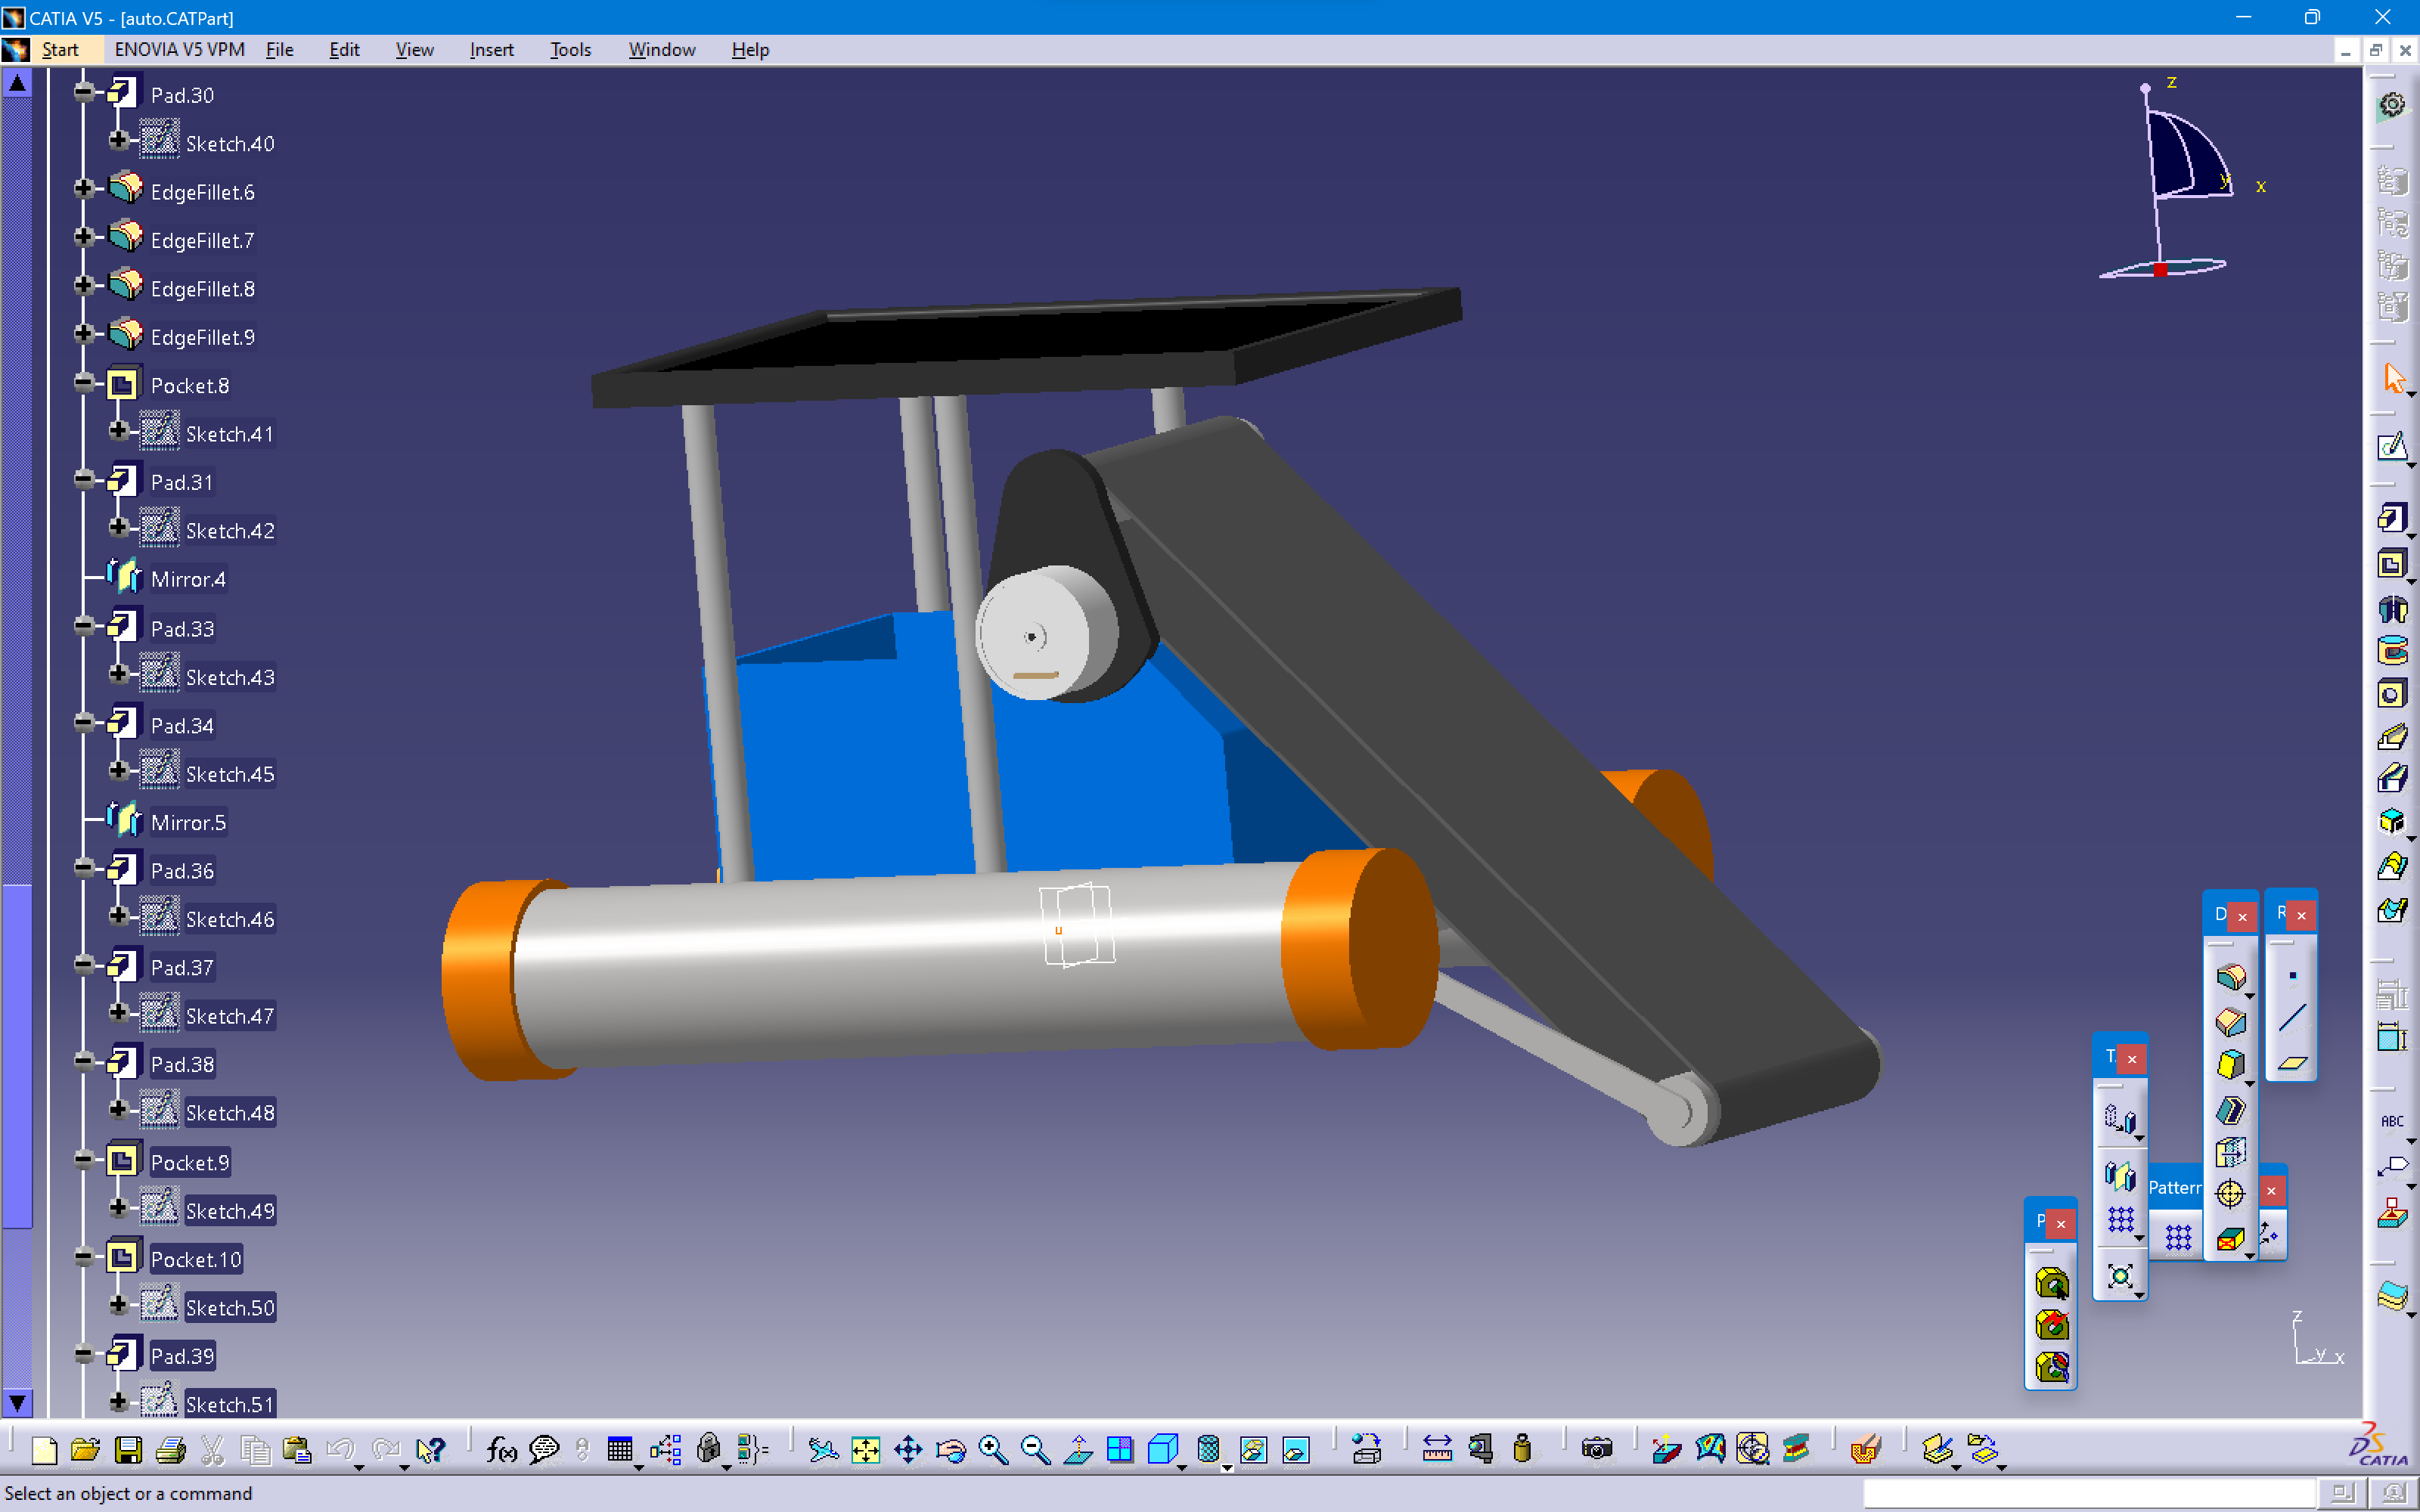 CATIA V5 - [auto.CATPart]
Start ENOVIA V5 VPM File Edit View Insert Tools Window Help
Pad.30
Sketch.40
EdgeFillet.6
EdgeFillet.7
EdgeFillet.8
EdgeFillet.9
Pocket.8
Sketch.41
Pad.31
Sketch.42
Mirror.4
Pad.33
Sketch.43
Pad.34
Sketch.45
Mirror.5
Pad.36
Sketch.46
Pad.37
Sketch.47
Pad.38
Sketch.48
Pocket.9
Sketch.49
Pocket.10
Sketch.50
Pad.39
Sketch.51
z
y
x
u
D
R
T.
P
Pattern
ABC
z
y x
f(x)
CATIA
Select an object or a command